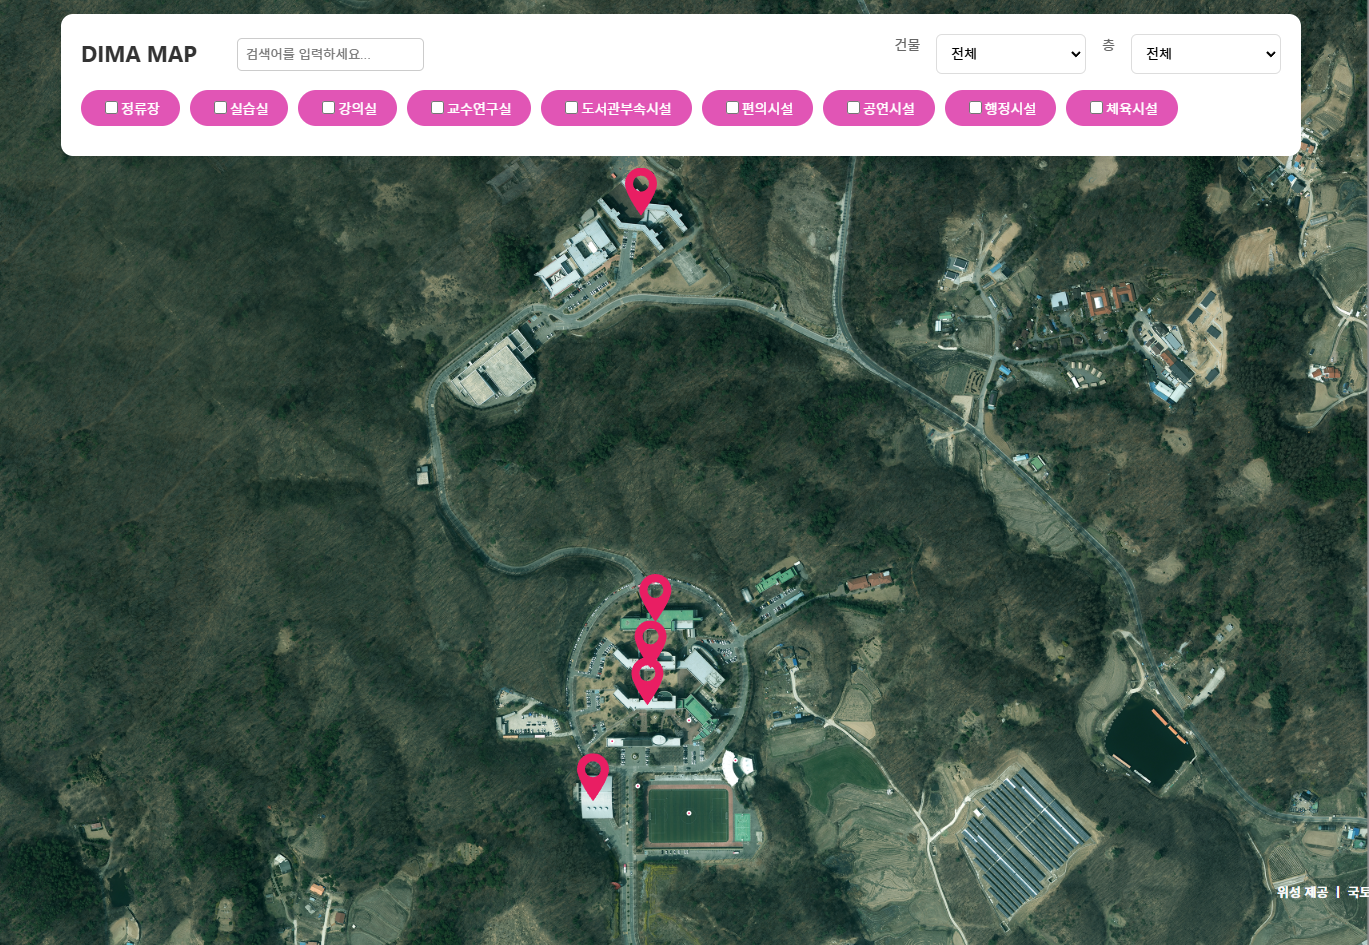 DIMA MAP
검색어를 입력하세요...
건물
전체
층
전체
정류장
실습실
강의실
교수연구실
도서관부속시설
편의시설
공연시설
행정시설
체육시설
위성 제공 | 국토